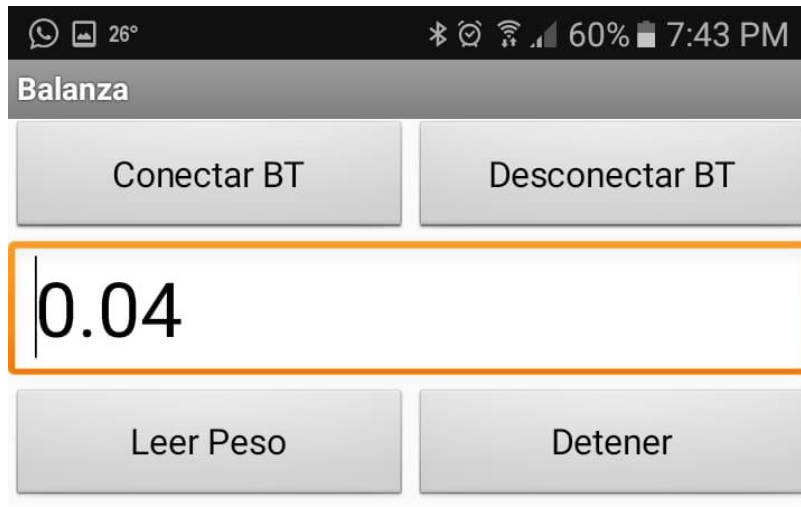 26° 60% 7:43 PM
Balanza
Conectar BT Desconectar BT
0.04
Leer Peso Detener